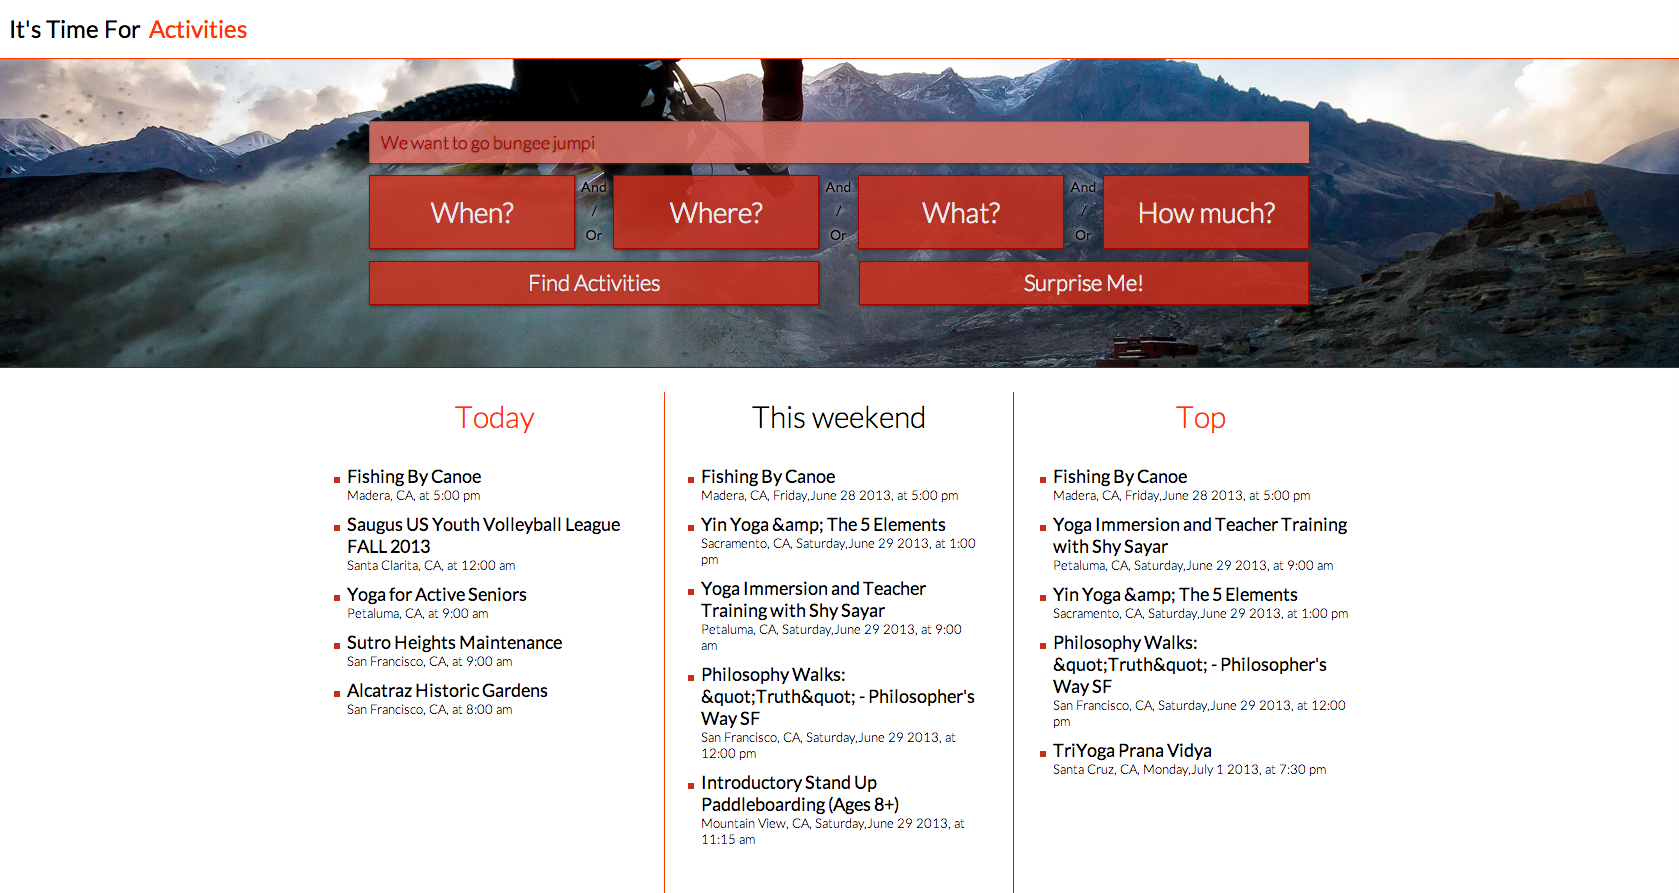 It's Time For Activities
We want to go bungee jumpi
When?
And
/
Or
Where?
And
/
Or
What?
And
/
Or
How much?
Find Activities
Surprise Me!
Today
Fishing By Canoe
Madera, CA, at 5:00 pm
Saugus US Youth Volleyball League
FALL 2013
Santa Clarita, CA, at 12:00 am
Yoga for Active Seniors
Petaluma, CA, at 9:00 am
Sutro Heights Maintenance
San Francisco, CA, at 9:00 am
Alcatraz Historic Gardens
San Francisco, CA, at 8:00 am
This weekend
Fishing By Canoe
Madera, CA, Friday,June 28 2013, at 5:00 pm
Yin Yoga &amp; The 5 Elements
Sacramento, CA, Saturday,June 29 2013, at 1:00
pm
Yoga Immersion and Teacher
Training with Shy Sayar
Petaluma, CA, Saturday,June 29 2013, at 9:00
am
Philosophy Walks:
&quot;Truth&quot; - Philosopher's
Way SF
San Francisco, CA, Saturday,June 29 2013, at
12:00 pm
Introductory Stand Up
Paddleboarding (Ages 8+)
Mountain View, CA, Saturday,June 29 2013, at
11:15 am
Top
Fishing By Canoe
Madera, CA, Friday,June 28 2013, at 5:00 pm
Yoga Immersion and Teacher Training
with Shy Sayar
Petaluma, CA, Saturday,June 29 2013, at 9:00 am
Yin Yoga &amp; The 5 Elements
Sacramento, CA, Saturday,June 29 2013, at 1:00 pm
Philosophy Walks:
&quot;Truth&quot; - Philosopher's
Way SF
San Francisco, CA, Saturday,June 29 2013, at 12:00
pm
TriYoga Prana Vidya
Santa Cruz, CA, Monday,July 1 2013, at 7:30 pm